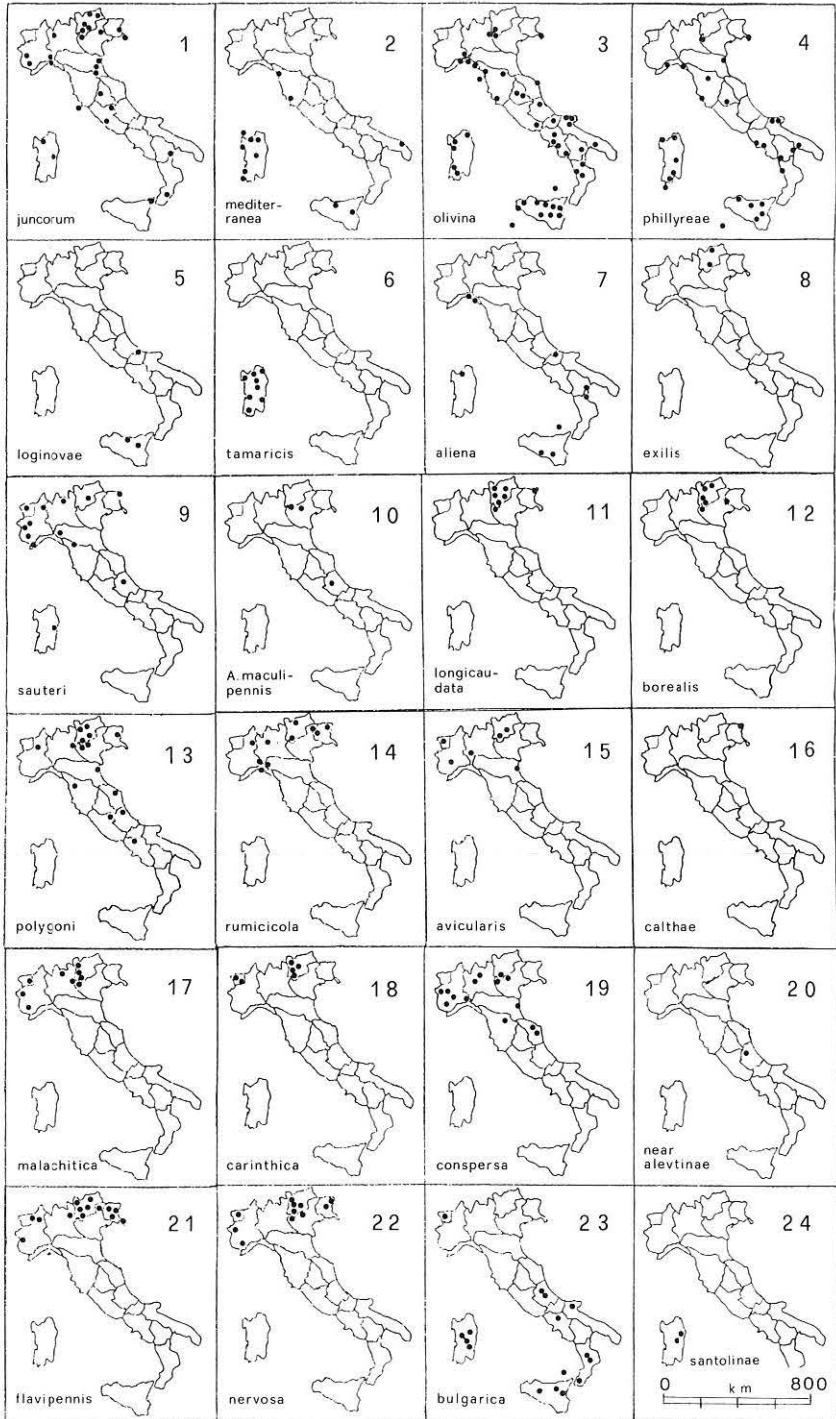 1
juncorum
2
mediter-
ranea
3
olivina
4
phillyreae
5
loginovae
6
tamaricis
7
aliena
8
exilis
9
sauteri
10
A.maculi-
pennis
11
longicau-
data
12
borealis
13
polygoni
14
rumicicola
15
avicularis
16
calthae
17
malachitica
18
carinthica
19
conspersa
20
near
alevtinae
21
flavipennis
22
nervosa
23
bulgarica
24
santolinae
0 km 800